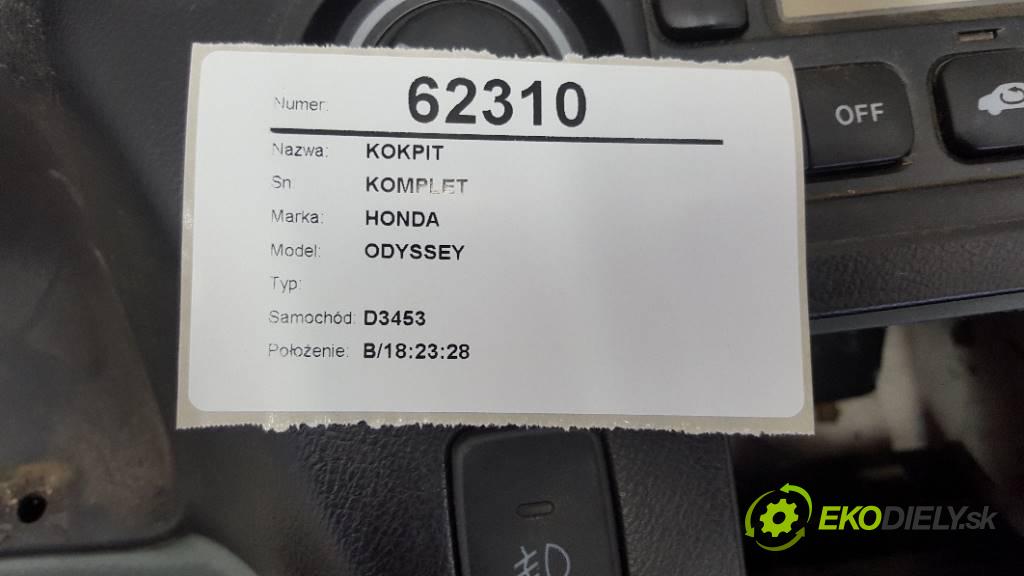 Numer: 62310
Nazwa: KOKPIT
Sn KOMPLET
Marka: HONDA
Model: ODYSSEY
Typ:
Samochód: D3453
Położenie: B/18:23:28
OFF
EKODIELY.sk